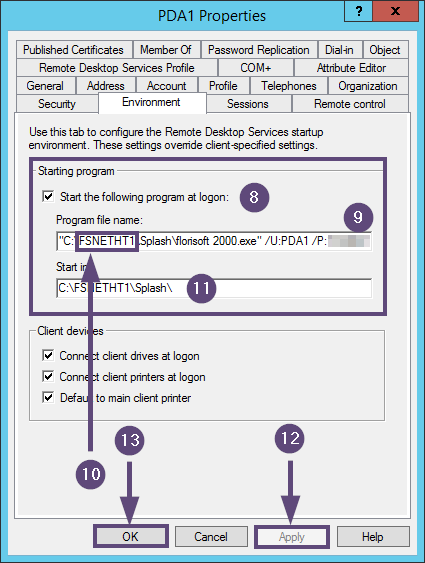 PDA1 Properties
? x
Published Certificates Member Of Password Replication Dial-in Object
Remote Desktop Services Profile COM+ Attribute Editor
General Address Account Profile Telephones Organization
Security Environment Sessions Remote control
Use this tab to configure the Remote Desktop Services startup
environment. These settings override client-specified settings.
Starting program
Start the following program at logon: 8
Program file name: 9
"C:\FSNETHT1\Splash\florisoft 2000.exe" /U:PDA1 /P:
Start in
C:\FSNETHT1\Splash\ 11
Client devices
Connect client drives at logon
Connect client printers at logon
Default to main client printer
13 12
10
OK Cancel Apply Help